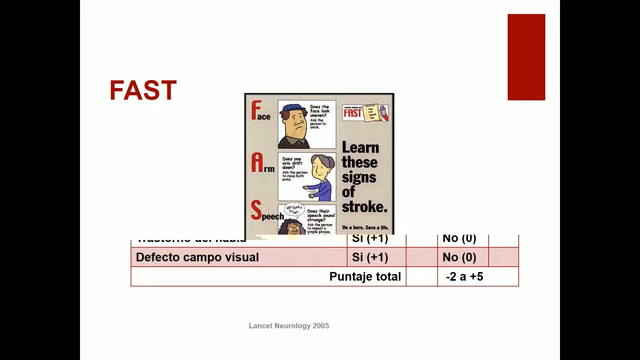 FAST
Face
Does the
face look
uneven?
Ask the
person to
smile.
FAST
Arm
Does one
arm drift
down?
Ask the person
to raise both
arms.
Learn
these
signs
of
stroke.
Speech
Does their
speech sound
strange?
Ask the person
to repeat a
simple phrase.
Be a hero. Save a life.
Trastorno del habla Si (+1) No (0)
Defecto campo visual Si (+1) No (0)
Puntaje total -2 a +5
Lancet Neurology 2005